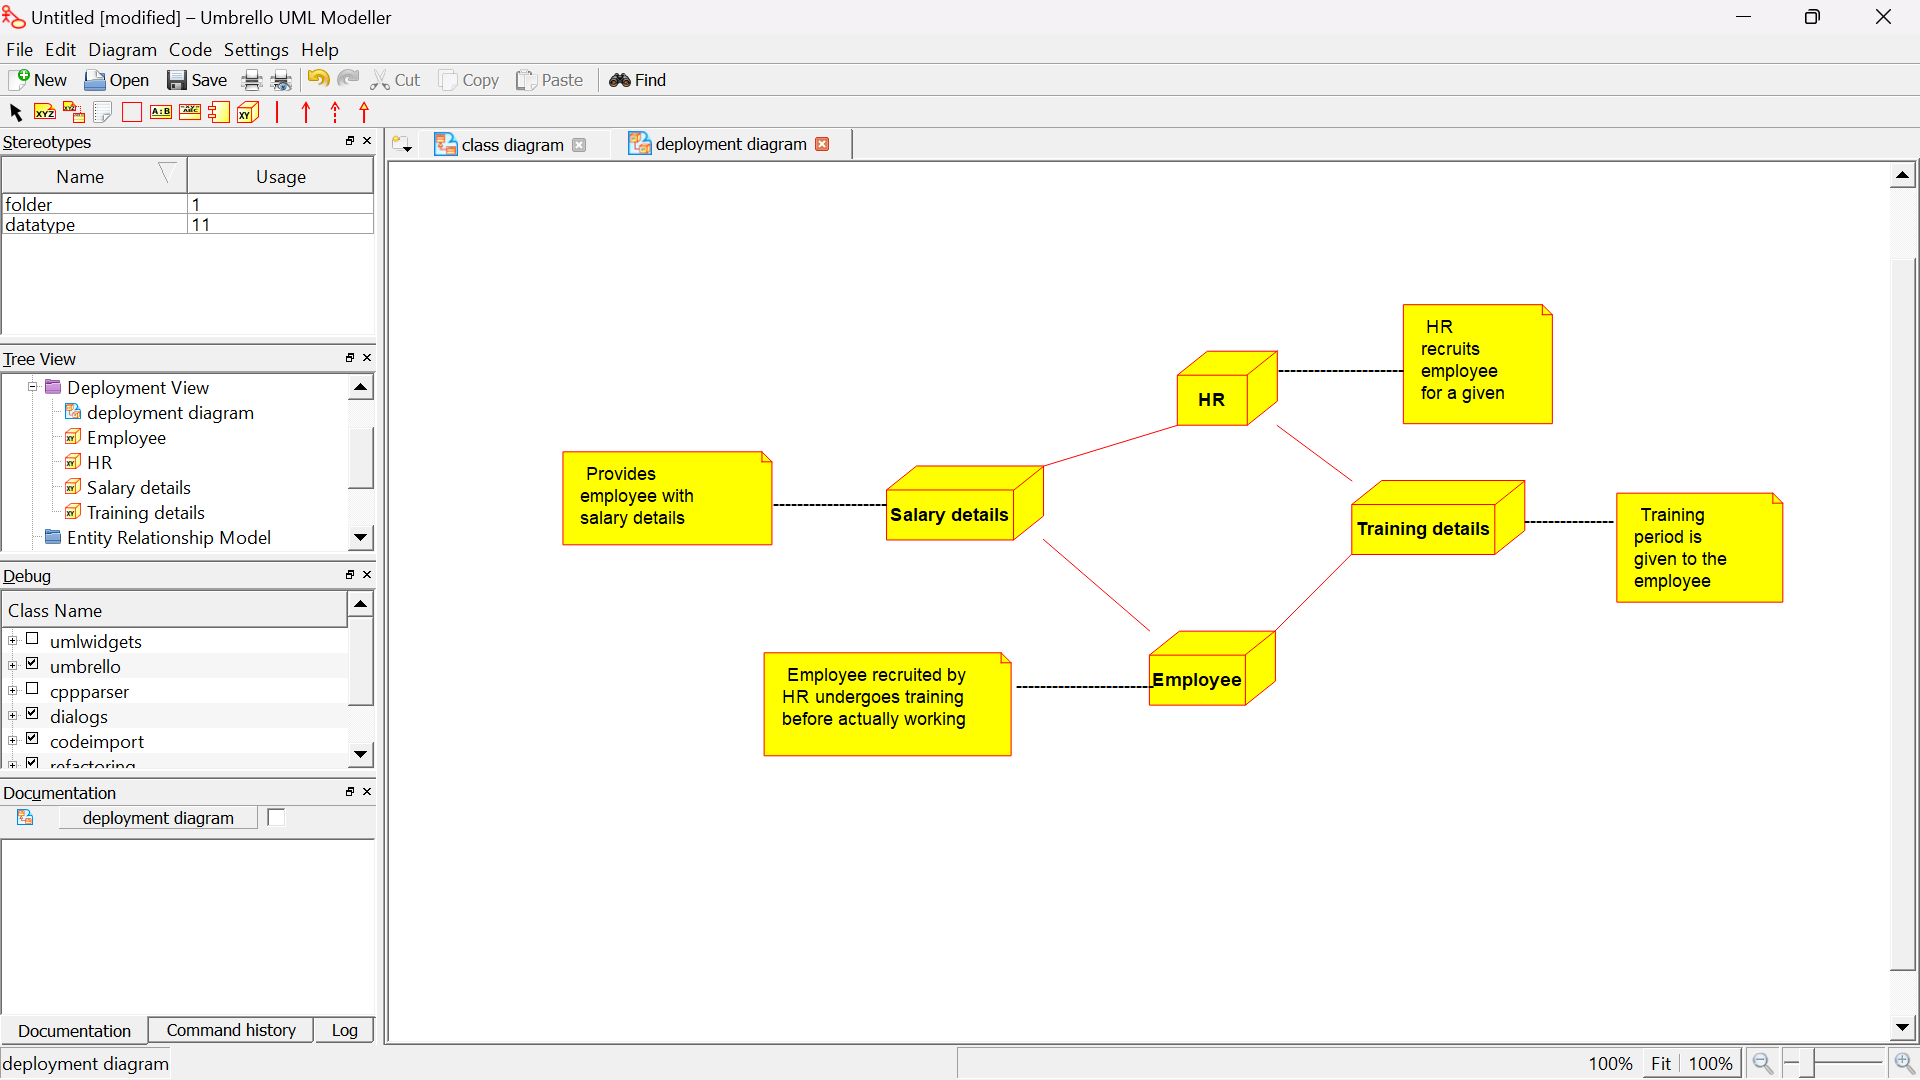 Untitled [modified] – Umbrello UML Modeller
File Edit Diagram Code Settings Help
New Open Save Cut Copy Paste Find
XYZ XYZ A:B ABC XY
Stereotypes
Name Usage
folder 1
datatype 11
Tree View
Deployment View
deployment diagram
Employee
HR
Salary details
Training details
Entity Relationship Model
Debug
Class Name
umlwidgets
umbrello
cppparser
dialogs
codeimport
refactoring
Documentation
deployment diagram
Documentation Command history Log
deployment diagram
class diagram deployment diagram
HR
recruits
employee
for a given
HR
Provides
employee with
salary details
Salary details
Training details
Training
period is
given to the
employee
Employee recruited by
HR undergoes training
before actually working
Employee
100% Fit 100%